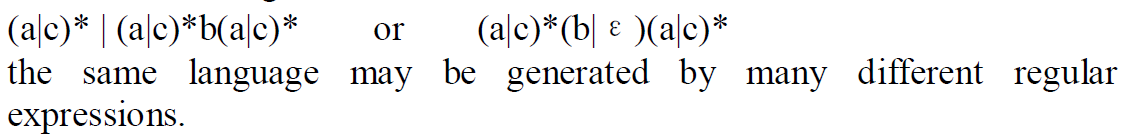 (a|c)* | (a|c)*b(a|c)* or (a|c)*(b| ε )(a|c)*
the same language may be generated by many different regular
expressions.